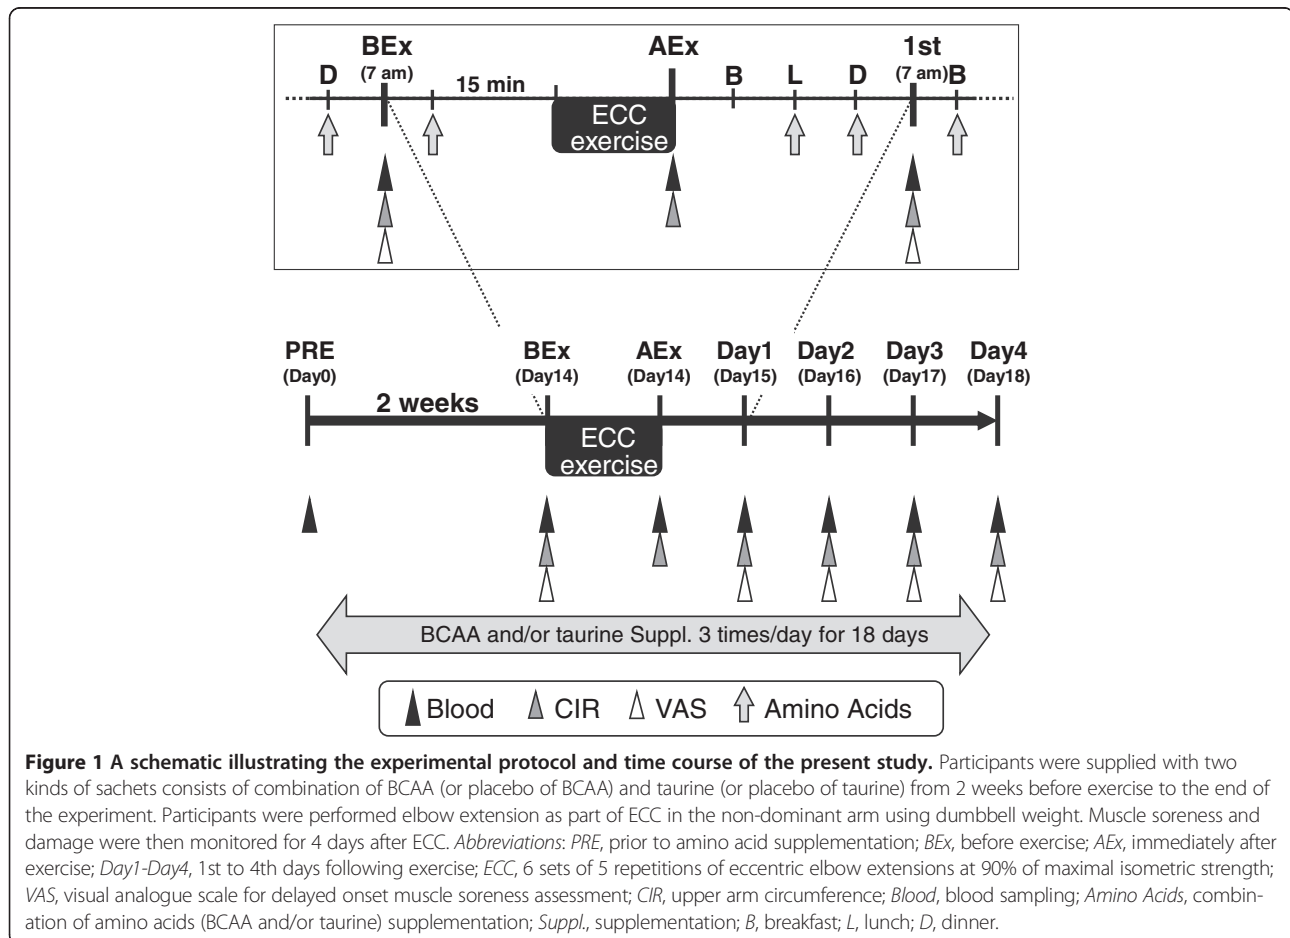 BEx AEx 1st
D (7 am) 15 min B L D (7 am) B
ECC
exercise
PRE BEx AEx Day1 Day2 Day3 Day4
(Day0) (Day14) (Day14) (Day15) (Day16) (Day17) (Day18)
2 weeks
ECC
exercise
BCAA and/or taurine Suppl. 3 times/day for 18 days
Blood CIR VAS Amino Acids
Figure 1 A schematic illustrating the experimental protocol and time course of the present study. Participants were supplied with two
kinds of sachets consists of combination of BCAA (or placebo of BCAA) and taurine (or placebo of taurine) from 2 weeks before exercise to the end of
the experiment. Participants were performed elbow extension as part of ECC in the non-dominant arm using dumbbell weight. Muscle soreness and
damage were then monitored for 4 days after ECC. Abbreviations: PRE, prior to amino acid supplementation; BEx, before exercise; AEx, immediately after
exercise; Day1-Day4, 1st to 4th days following exercise; ECC, 6 sets of 5 repetitions of eccentric elbow extensions at 90% of maximal isometric strength;
VAS, visual analogue scale for delayed onset muscle soreness assessment; CIR, upper arm circumference; Blood, blood sampling; Amino Acids, combin-
ation of amino acids (BCAA and/or taurine) supplementation; Suppl., supplementation; B, breakfast; L, lunch; D, dinner.